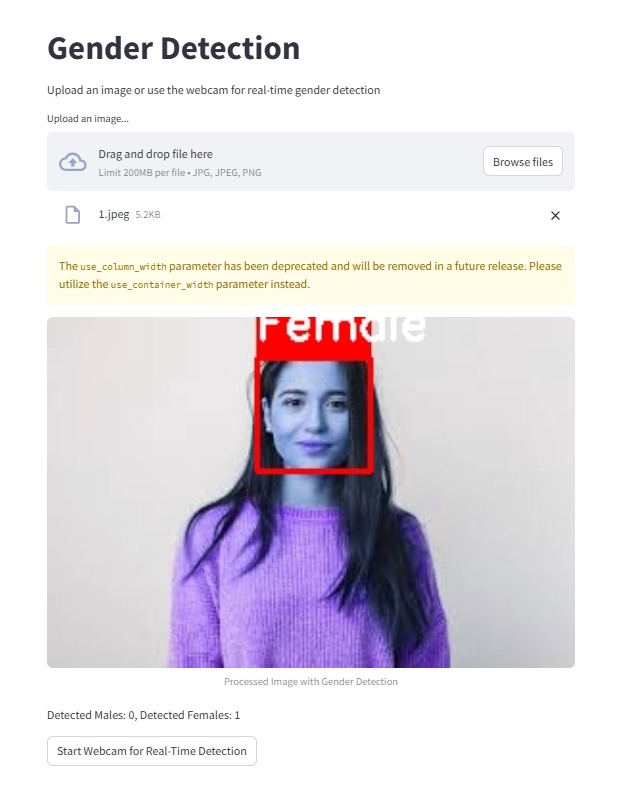 Gender Detection
Upload an image or use the webcam for real-time gender detection
Upload an image...
Drag and drop file here
Limit 200MB per file • JPG, JPEG, PNG
Browse files
1.jpeg 5.2KB
The use_column_width parameter has been deprecated and will be removed in a future release. Please
utilize the use_container_width parameter instead.
Female
Processed Image with Gender Detection
Detected Males: 0, Detected Females: 1
Start Webcam for Real-Time Detection